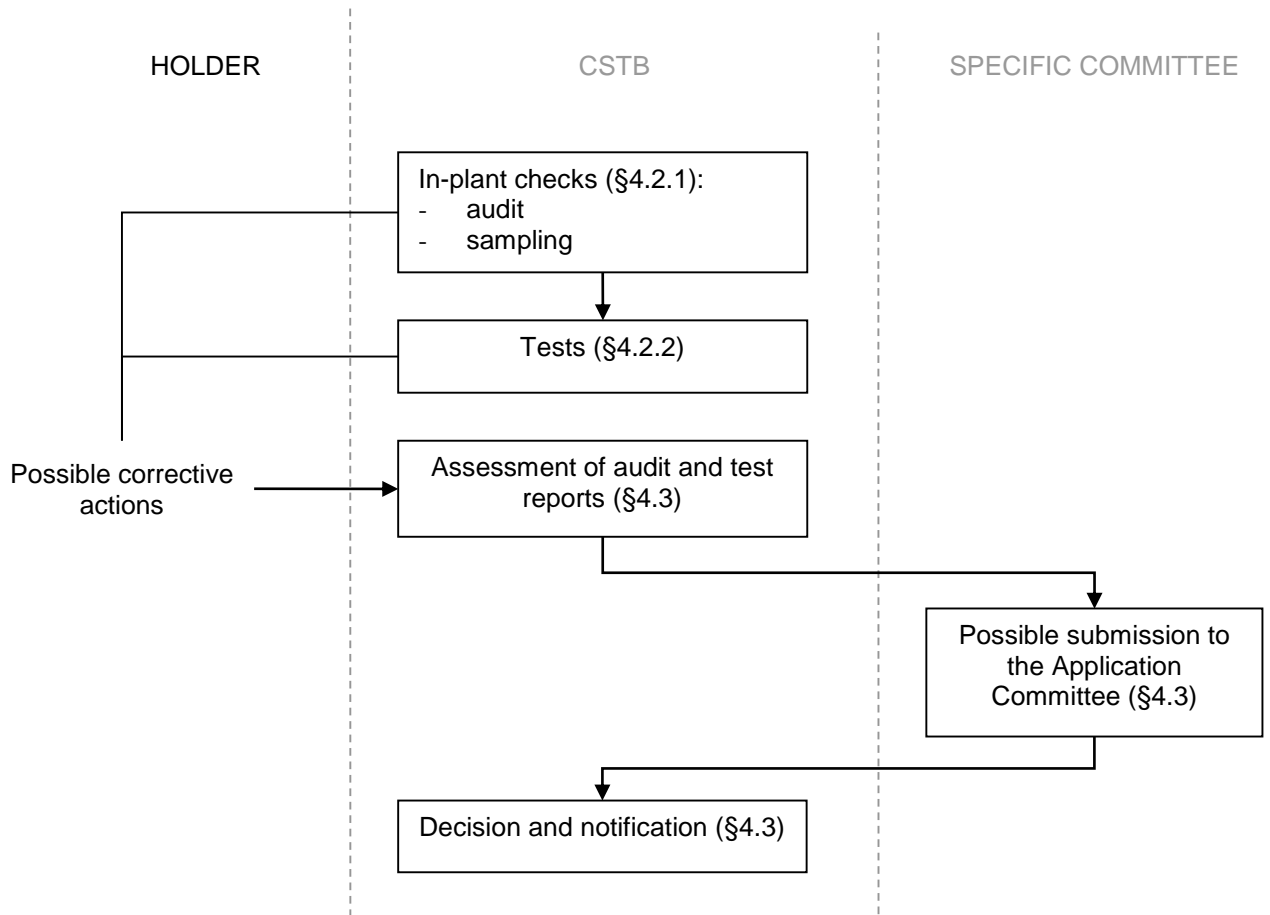 HOLDER
CSTB
SPECIFIC COMMITTEE
In-plant checks (§4.2.1):
- audit
- sampling
Tests (§4.2.2)
Possible corrective
actions
Assessment of audit and test
reports (§4.3)
Possible submission to
the Application
Committee (§4.3)
Decision and notification (§4.3)